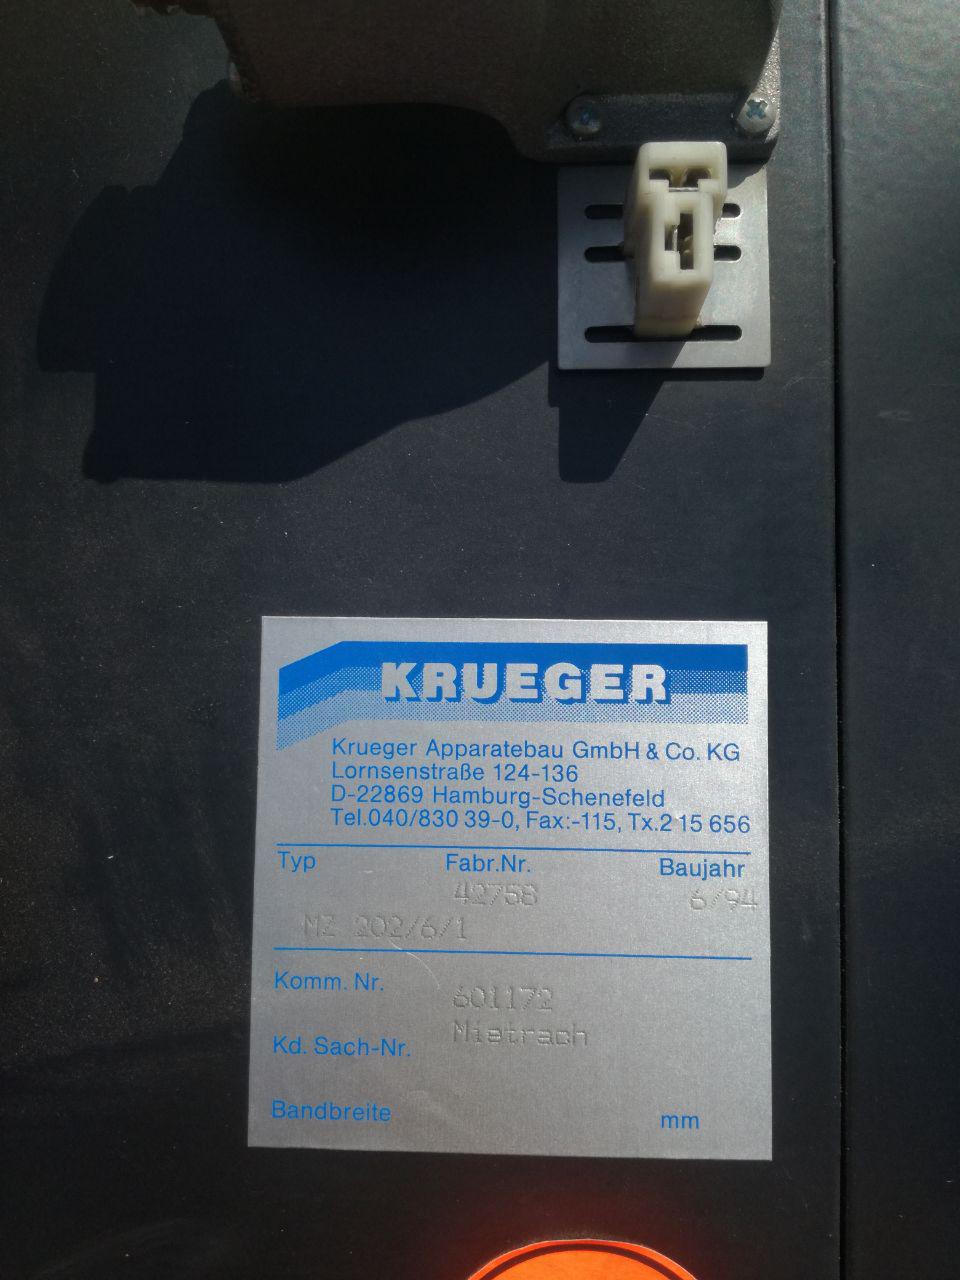 KRUEGER
Krueger Apparatebau GmbH & Co. KG
Lornsenstraße 124-136
D-22869 Hamburg-Schenefeld
Tel.040/830 39-0, Fax:-115, Tx.2 15 656
Typ Fabr.Nr. Baujahr
42758 6/94
MZ 202/6/1
Komm. Nr. 601172
Mietrach
Kd. Sach-Nr.
Bandbreite mm